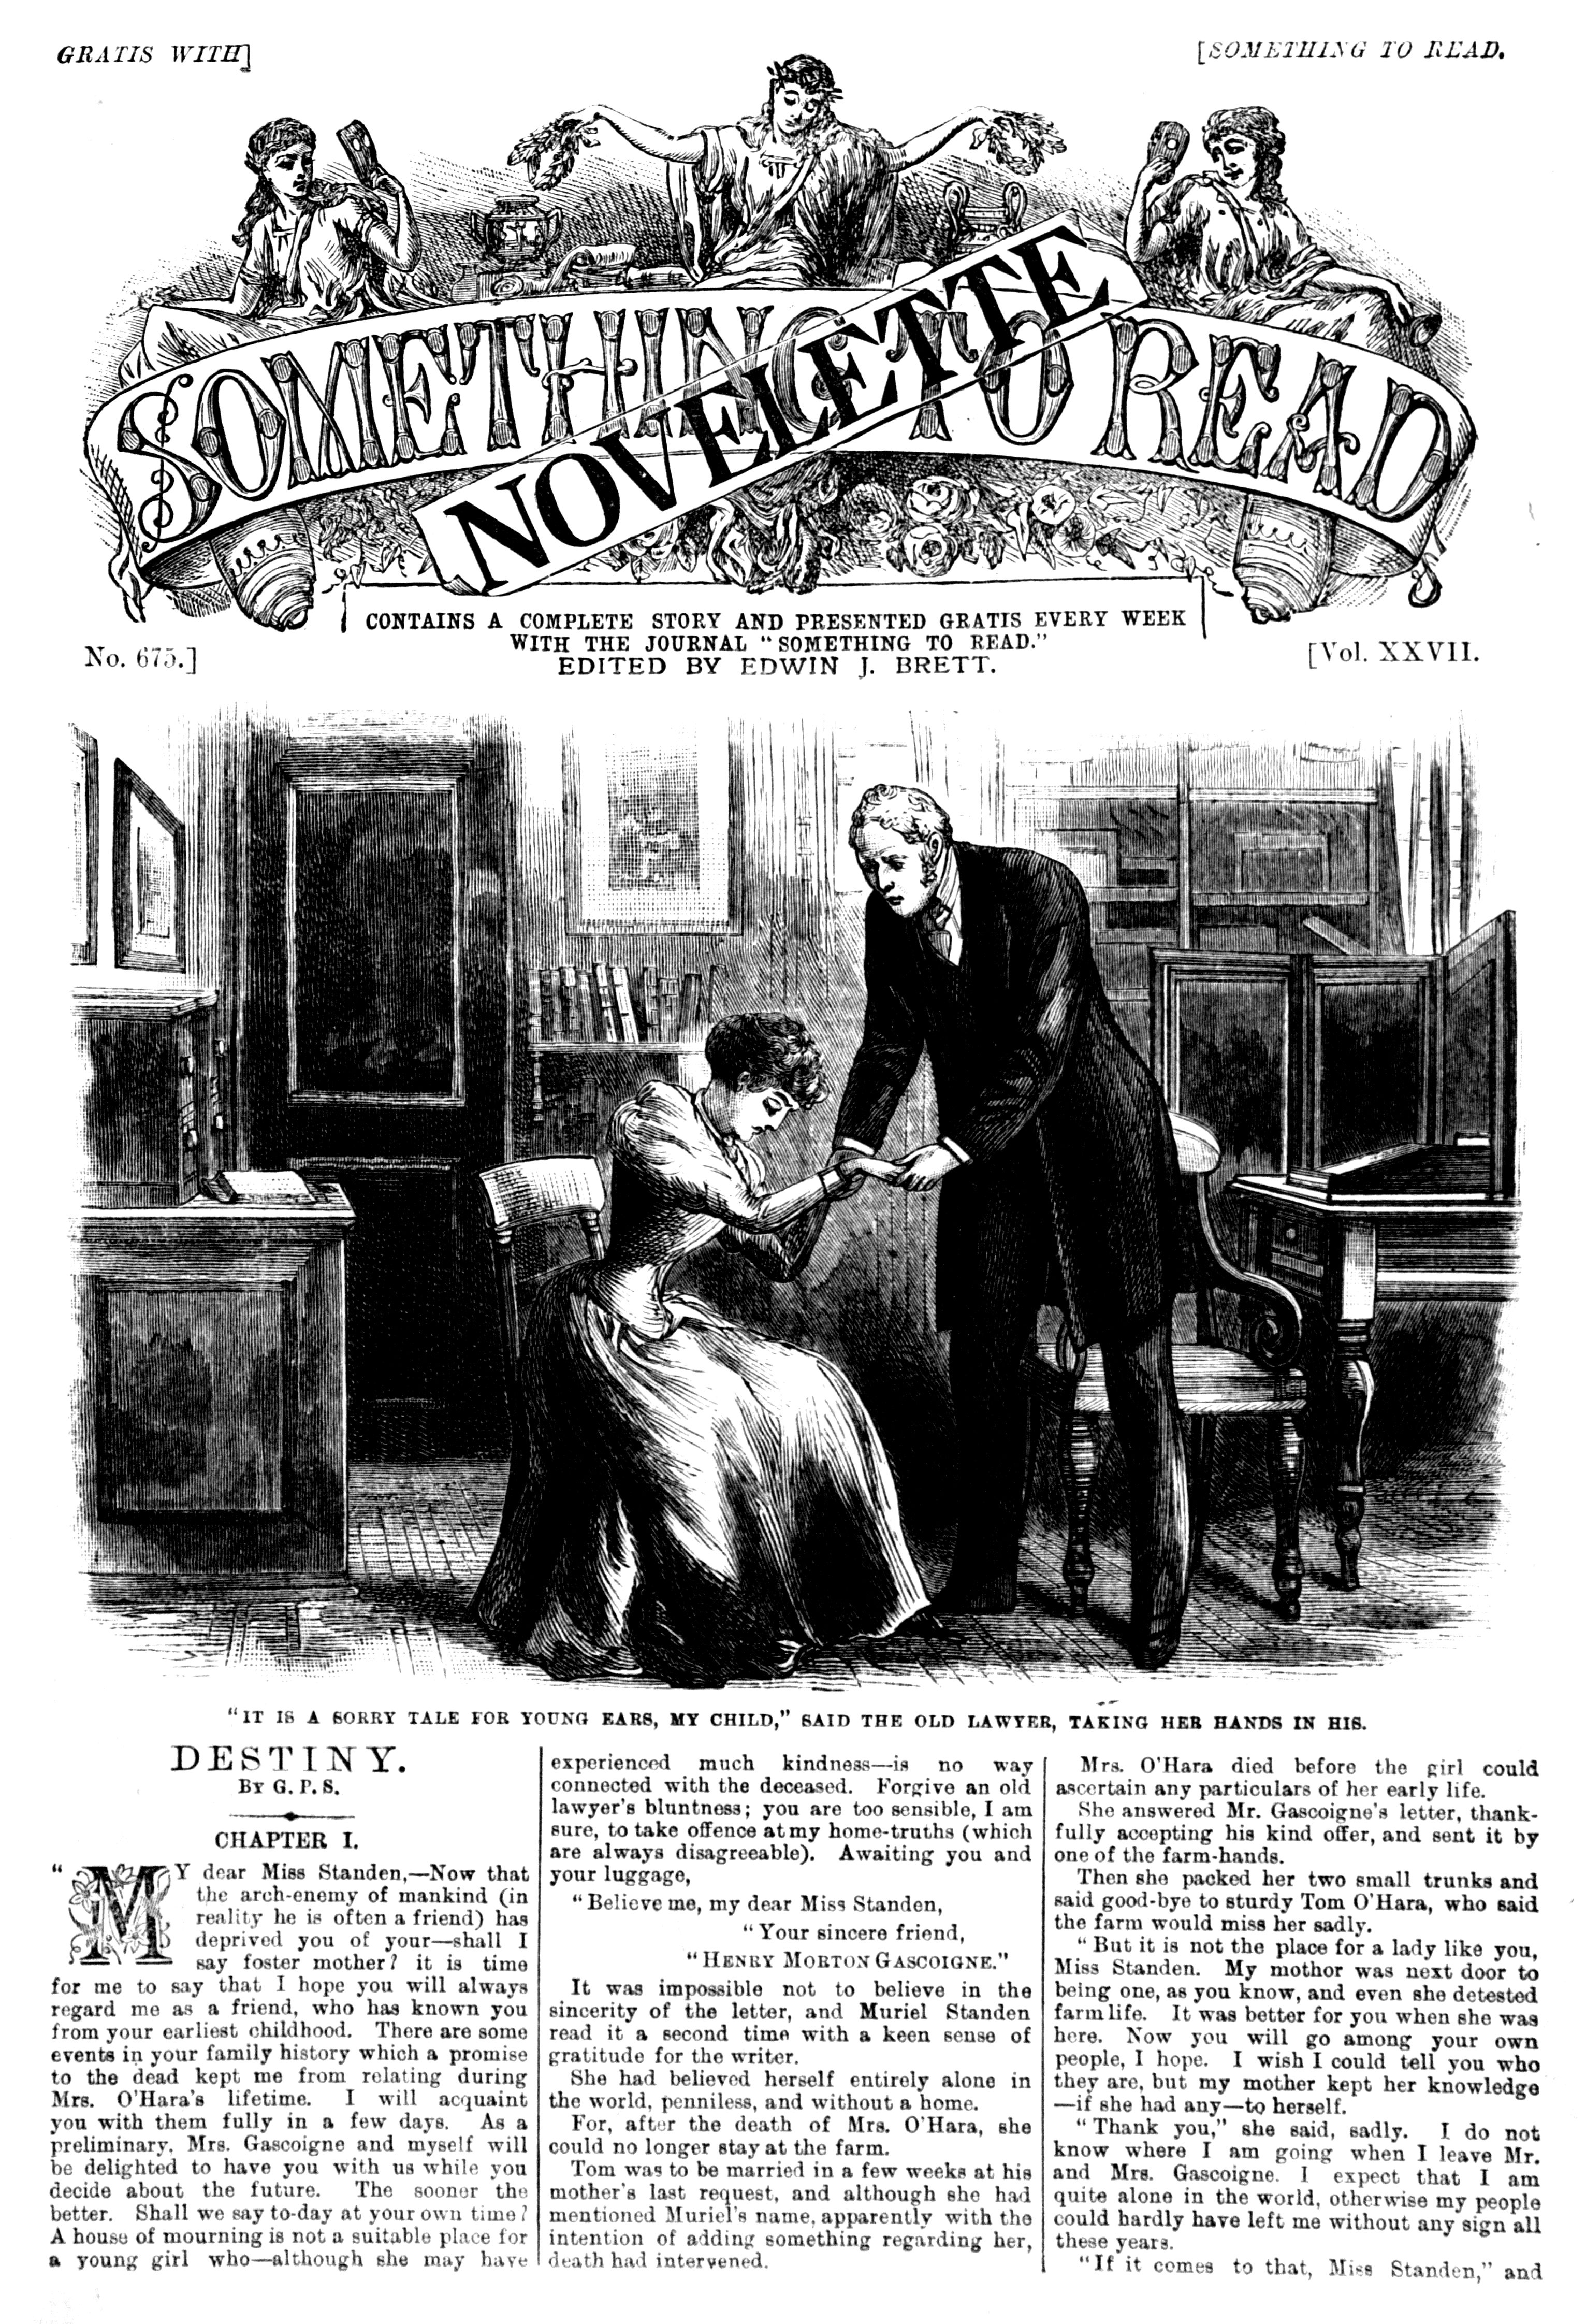 GRATIS WITH]
[SOMETHING TO READ.
SOMETHING TO READ
NOVELETTE
CONTAINS A COMPLETE STORY AND PRESENTED GRATIS EVERY WEEK
WITH THE JOURNAL "SOMETHING TO READ."
EDITED BY EDWIN J. BRETT.
No. 675.]
[Vol. XXVII.
"IT IS A SORRY TALE FOR YOUNG EARS, MY CHILD," SAID THE OLD LAWYER, TAKING HER HANDS IN HIS.
DESTINY.
BY G. P. S.
CHAPTER I.
"MY dear Miss Standen,—Now that
the arch-enemy of mankind (in
reality he is often a friend) has
deprived you of your—shall I
say foster mother? it is time
for me to say that I hope you will always
regard me as a friend, who has known you
from your earliest childhood. There are some
events in your family history which a promise
to the dead kept me from relating during
Mrs. O'Hara's lifetime. I will acquaint
you with them fully in a few days. As a
preliminary, Mrs. Gascoigne and myself will
be delighted to have you with us while you
decide about the future. The sooner the
better. Shall we say to-day at your own time?
A house of mourning is not a suitable place for
a young girl who—although she may have
experienced much kindness—is no way
connected with the deceased. Forgive an old
lawyer's bluntness; you are too sensible, I am
sure, to take offence at my home-truths (which
are always disagreeable). Awaiting you and
your luggage,
"Believe me, my dear Miss Standen,
"Your sincere friend,
"HENRY MORTON GASCOIGNE."
It was impossible not to believe in the
sincerity of the letter, and Muriel Standen
read it a second time with a keen sense of
gratitude for the writer.
She had believed herself entirely alone in
the world, penniless, and without a home.
For, after the death of Mrs. O'Hara, she
could no longer stay at the farm.
Tom was to be married in a few weeks at his
mother's last request, and although she had
mentioned Muriel's name, apparently with the
intention of adding something regarding her,
death had intervened.
Mrs. O'Hara died before the girl could
ascertain any particulars of her early life.
She answered Mr. Gascoigne's letter, thank-
fully accepting his kind offer, and sent it by
one of the farm-hands.
Then she packed her two small trunks and
said good-bye to sturdy Tom O'Hara, who said
the farm would miss her sadly.
"But it is not the place for a lady like you,
Miss Standen. My mothor was next door to
being one, as you know, and even she detested
farm life. It was better for you when she was
here. Now you will go among your own
people, I hope. I wish I could tell you who
they are, but my mother kept her knowledge
—if she had any—to herself.
"Thank you," she said, sadly. I do not
know where I am going when I leave Mr.
and Mrs. Gascoigne. I expect that I am
quite alone in the world, otherwise my people
could hardly have left me without any sign all
these years.
"If it comes to that, Miss Standen," and